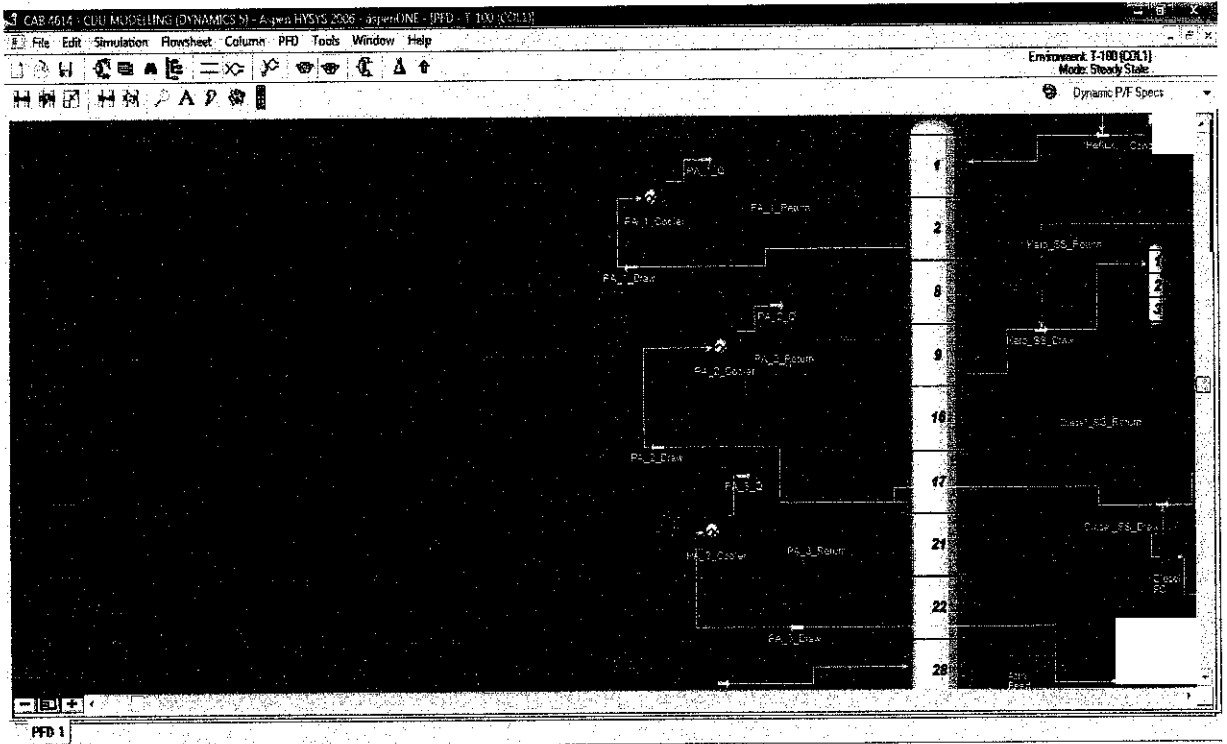 CAB 4614 - CDU MODELLING (DYNAMICS 5) - Aspen HYSYS 2006 - aspenONE - [PFD - T-100 (COL1)]
File Edit Simulation Flowsheet Column PFD Tools Window Help
Environment: T-100 (COL1)
Mode: Steady State
Dynamic P/F Specs
1
PA_1_Q
PA_1_Return
PA_1_Cooler
2
Kero_SS_Return
PA_1_Draw
8
PA_2_Q
Kero_SS_Draw
9
PA_2_Return
PA_2_Cooler
16
Diesel_SS_Return
PA_2_Draw
17
PA_3_Q
Diesel_SS_Draw
21
PA_3_Return
PA_3_Cooler
22
PA_3_Draw
28
PFD 1